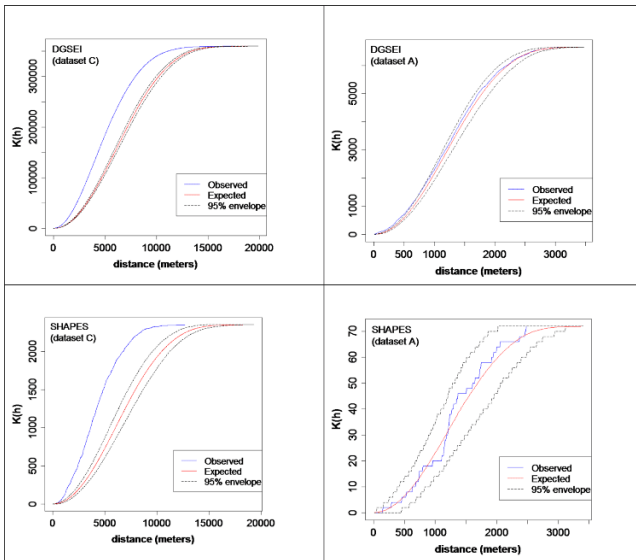 DGSEI
(dataset C)
K(h)
0
100000
200000
300000
0
5000
10000
15000
20000
distance (meters)
Observed
Expected
95% envelope
DGSEI
(dataset A)
K(h)
0
1000
3000
5000
0
500
1000
1500
2000
2500
3000
distance (meters)
Observed
Expected
95% envelope
SHAPES
(dataset C)
K(h)
0
500
1000
1500
2000
0
5000
10000
15000
20000
distance (meters)
Observed
Expected
95% envelope
SHAPES
(dataset A)
K(h)
0
10
20
30
40
50
60
70
0
500
1000
1500
2000
2500
3000
distance (meters)
Observed
Expected
95% envelope